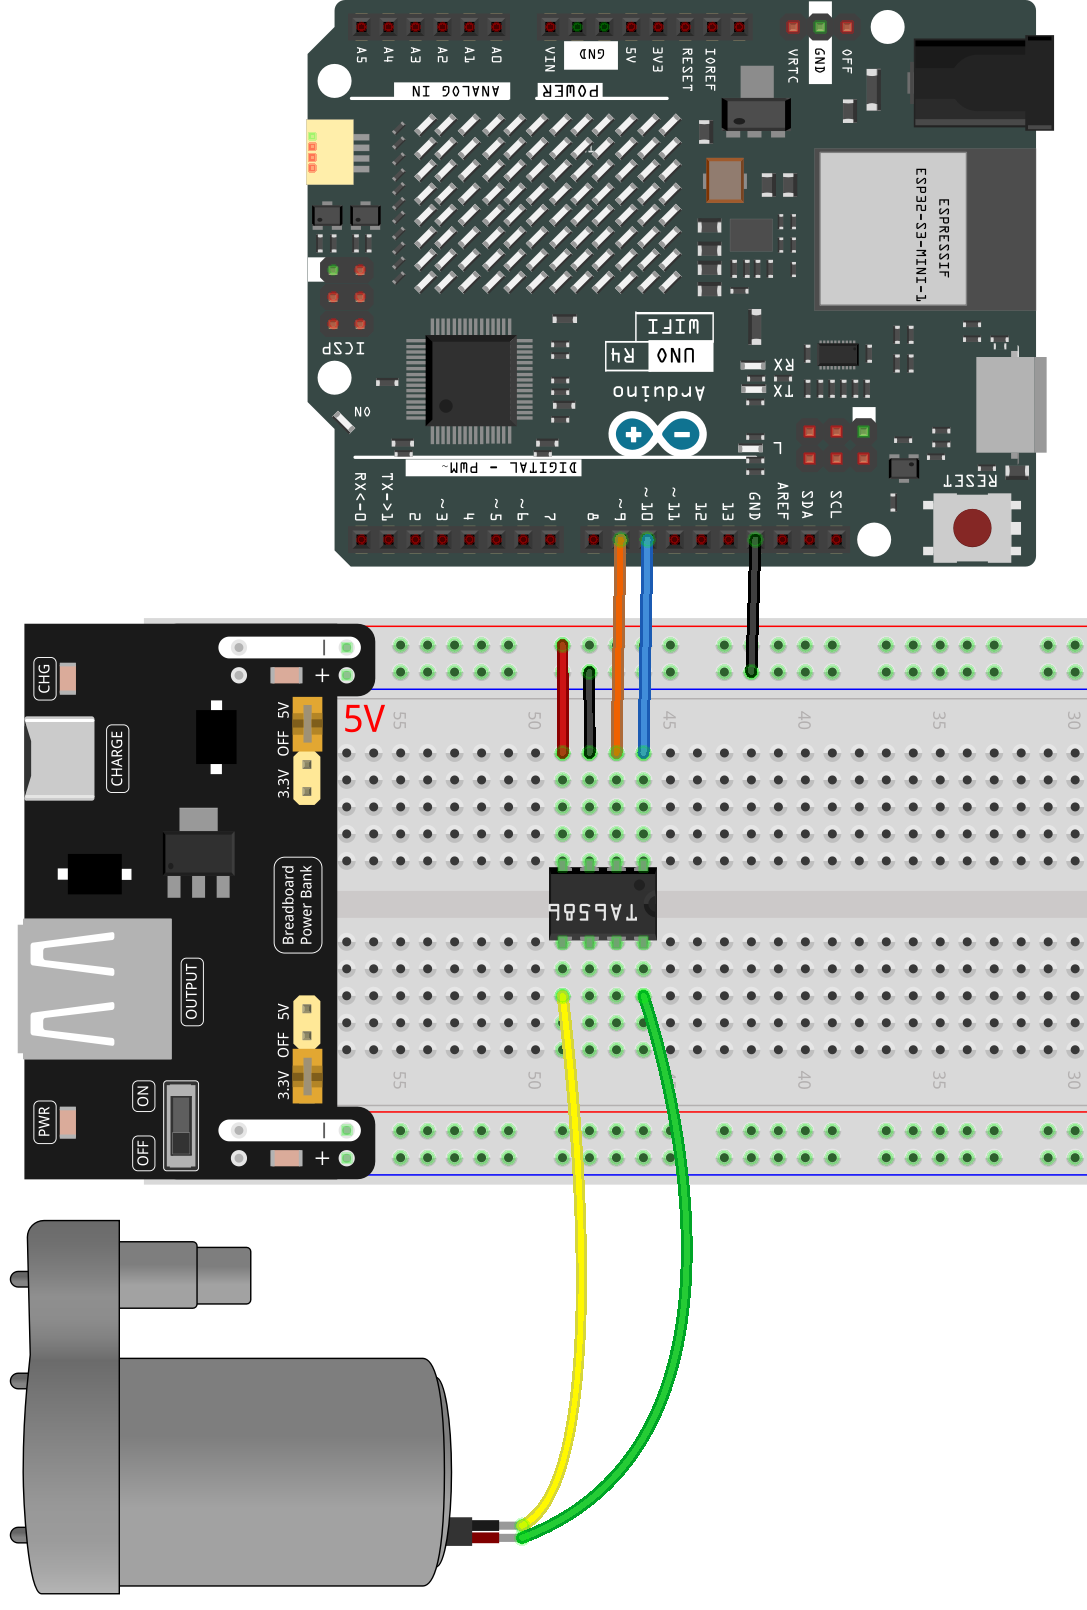 A5 A4 A3 A2 A1 A0 VIN GND 5V 3V3 RESET IOREF VRTC GND OFF
ANALOG IN POWER
ESPRESSIF
ESP32-S3-MINI-1
ICSP
WIFI
UNO R4
Arduino
RX
TX
ON
L
DIGITAL - PWM~
RESET
RX<-0 TX->1 2 ~3 4 ~5 ~6 7 8 ~9 ~10 ~11 12 13 GND AREF SDA SCL
CHG
− +
5V
OFF
3.3V
5V
CHARGE
55 50 45 40 35 30
Breadboard
Power Bank
TA6586
OUTPUT
5V
OFF
3.3V
55 50 45 40 35 30
PWR
ON
OFF
− +